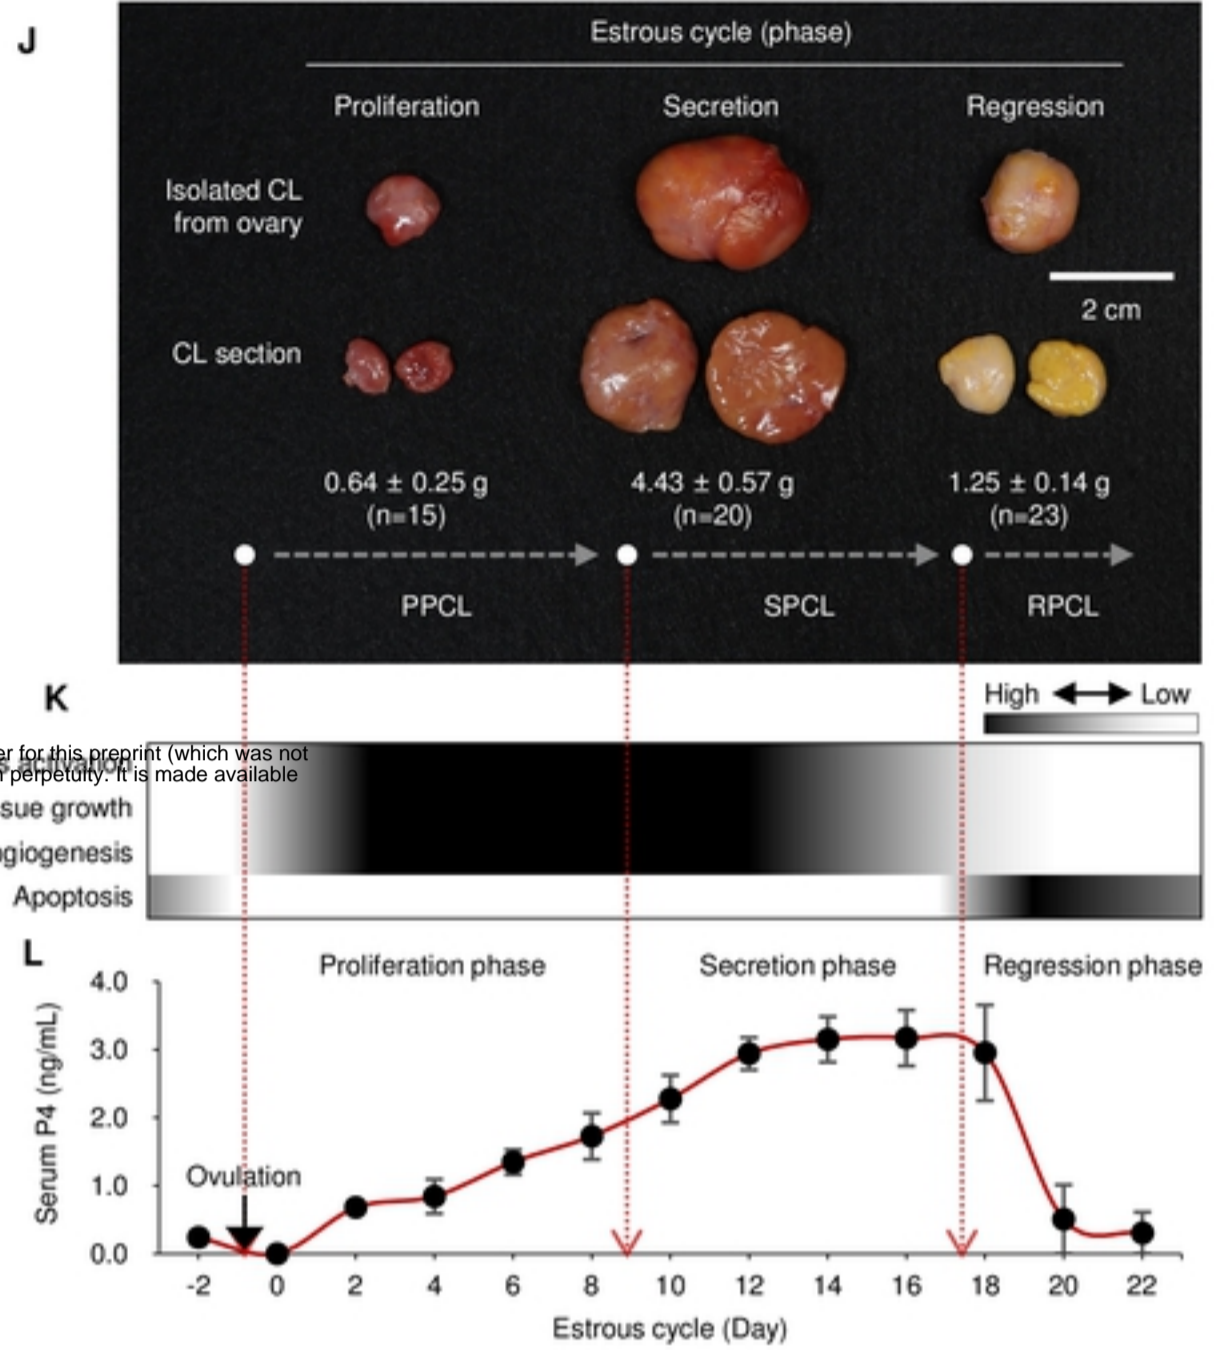 J
Estrous cycle (phase)
Proliferation Secretion Regression
Isolated CL
from ovary
2 cm
CL section
0.64 ± 0.25 g 4.43 ± 0.57 g 1.25 ± 0.14 g
(n=15) (n=20) (n=23)
PPCL SPCL RPCL
K
High Low
er for this preprint (which was not
activation
n perpetuity. It is made available
ssue growth
ngiogenesis
Apoptosis
L
Proliferation phase Secretion phase Regression phase
Serum P4 (ng/mL)
4.0
3.0
2.0
1.0
0.0
Ovulation
-2 0 2 4 6 8 10 12 14 16 18 20 22
Estrous cycle (Day)